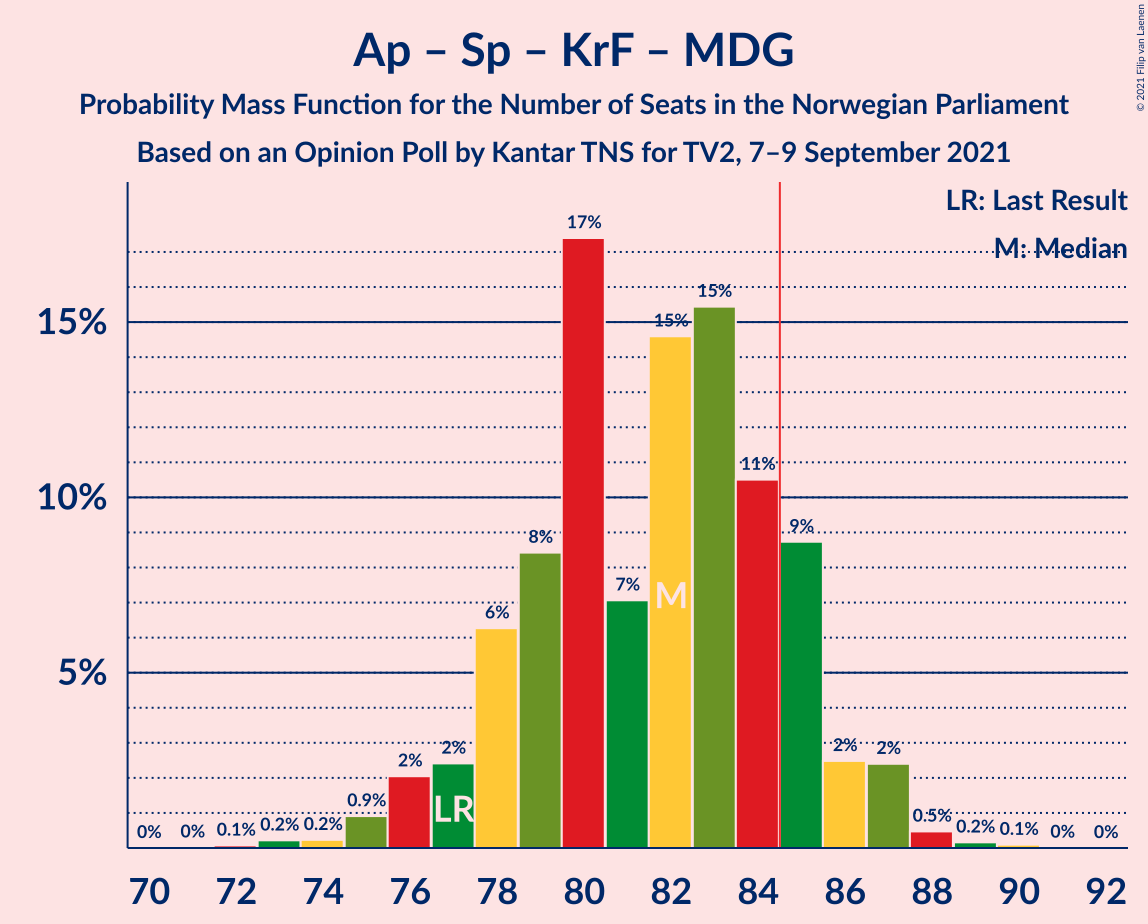 © 2021 Filip van Laenen
Ap – Sp – KrF – MDG
Probability Mass Function for the Number of Seats in the Norwegian Parliament
Based on an Opinion Poll by Kantar TNS for TV2, 7–9 September 2021
LR: Last Result
M: Median
15%
10%
5%
0% 0% 0.1% 0.2% 0.2% 0.9% 2% 2% 6% 8% 17% 7% 15% 15% 11% 9% 2% 2% 0.5% 0.2% 0.1% 0% 0%
LR
M
70 72 74 76 78 80 82 84 86 88 90 92